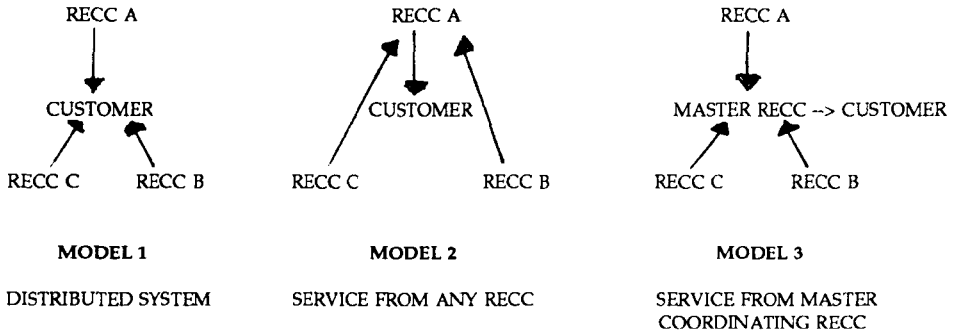 RECC A
CUSTOMER
RECC C RECC B
MODEL 1
DISTRIBUTED SYSTEM
RECC A
CUSTOMER
RECC C RECC B
MODEL 2
SERVICE FROM ANY RECC
RECC A
MASTER RECC --> CUSTOMER
RECC C RECC B
MODEL 3
SERVICE FROM MASTER
COORDINATING RECC